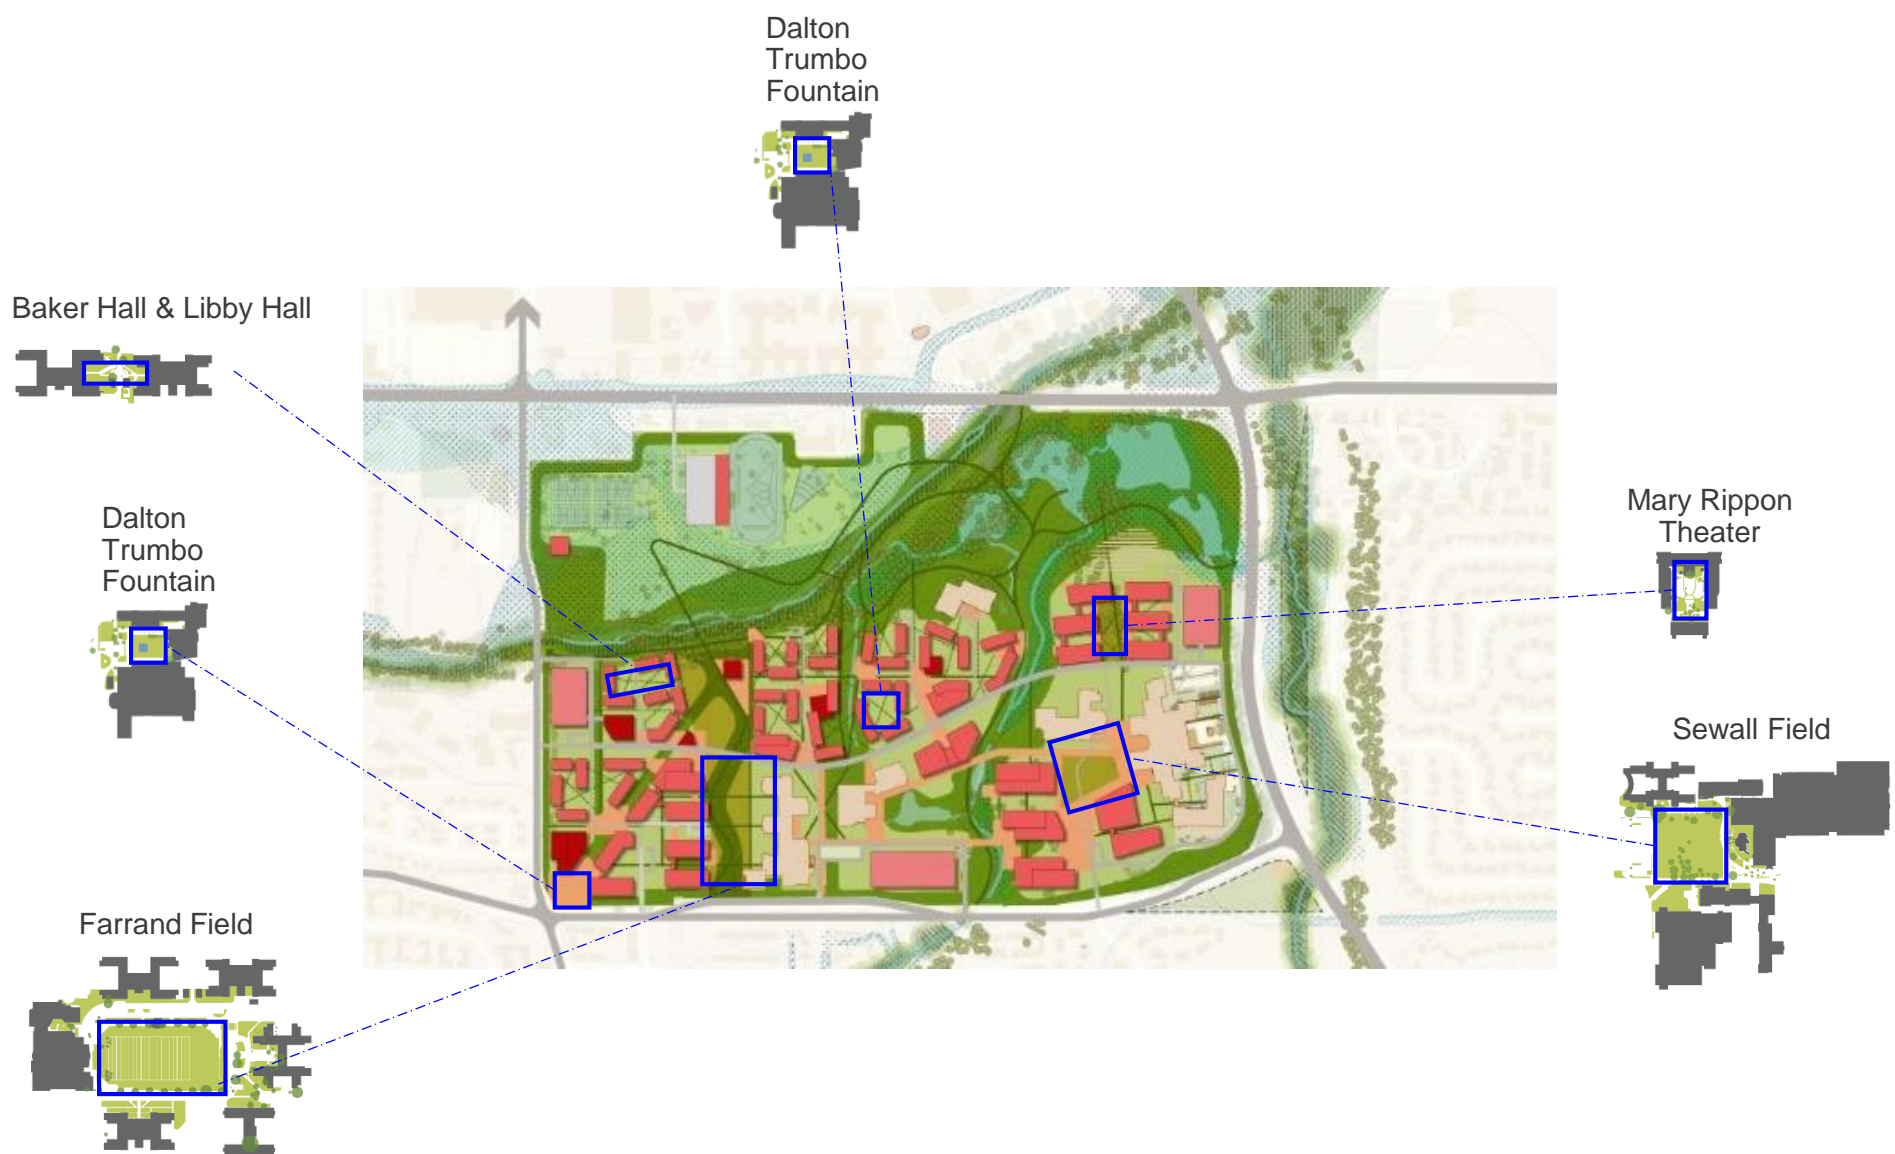 Dalton
Trumbo
Fountain
Baker Hall & Libby Hall
Dalton
Trumbo
Fountain
Mary Rippon
Theater
Sewall Field
Farrand Field